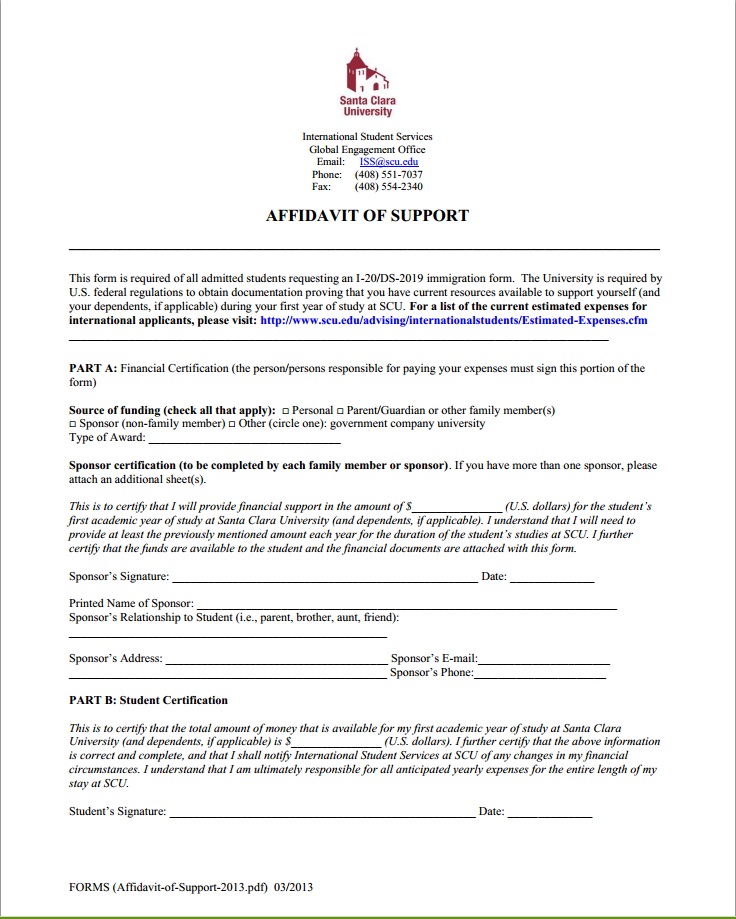 Santa Clara
University
International Student Services
Global Engagement Office
Email: ISS@scu.edu
Phone: (408) 551-7037
Fax: (408) 554-2340
AFFIDAVIT OF SUPPORT
This form is required of all admitted students requesting an I-20/DS-2019 immigration form. The University is required by
U.S. federal regulations to obtain documentation proving that you have current resources available to support yourself (and
your dependents, if applicable) during your first year of study at SCU. For a list of the current estimated expenses for
international applicants, please visit: http://www.scu.edu/advising/internationalstudents/Estimated-Expenses.cfm
PART A: Financial Certification (the person/persons responsible for paying your expenses must sign this portion of the
form)
Source of funding (check all that apply): □ Personal □ Parent/Guardian or other family member(s)
□ Sponsor (non-family member) □ Other (circle one): government company university
Type of Award: ____________________________
Sponsor certification (to be completed by each family member or sponsor). If you have more than one sponsor, please
attach an additional sheet(s).
This is to certify that I will provide financial support in the amount of $_______________ (U.S. dollars) for the student's
first academic year of study at Santa Clara University (and dependents, if applicable). I understand that I will need to
provide at least the previously mentioned amount each year for the duration of the student's studies at SCU. I further
certify that the funds are available to the student and the financial documents are attached with this form.
Sponsor's Signature: ____________________________________________ Date: ____________
Printed Name of Sponsor: ____________________________________________________________
Sponsor's Relationship to Student (i.e., parent, brother, aunt, friend):
______________________________________________
Sponsor's Address: ________________________________ Sponsor's E-mail:___________________
______________________________________________ Sponsor's Phone:___________________
PART B: Student Certification
This is to certify that the total amount of money that is available for my first academic year of study at Santa Clara
University (and dependents, if applicable) is $_______________ (U.S. dollars). I further certify that the above information
is correct and complete, and that I shall notify International Student Services at SCU of any changes in my financial
circumstances. I understand that I am ultimately responsible for all anticipated yearly expenses for the entire length of my
stay at SCU.
Student's Signature: ____________________________________________ Date: ____________
FORMS (Affidavit-of-Support-2013.pdf) 03/2013